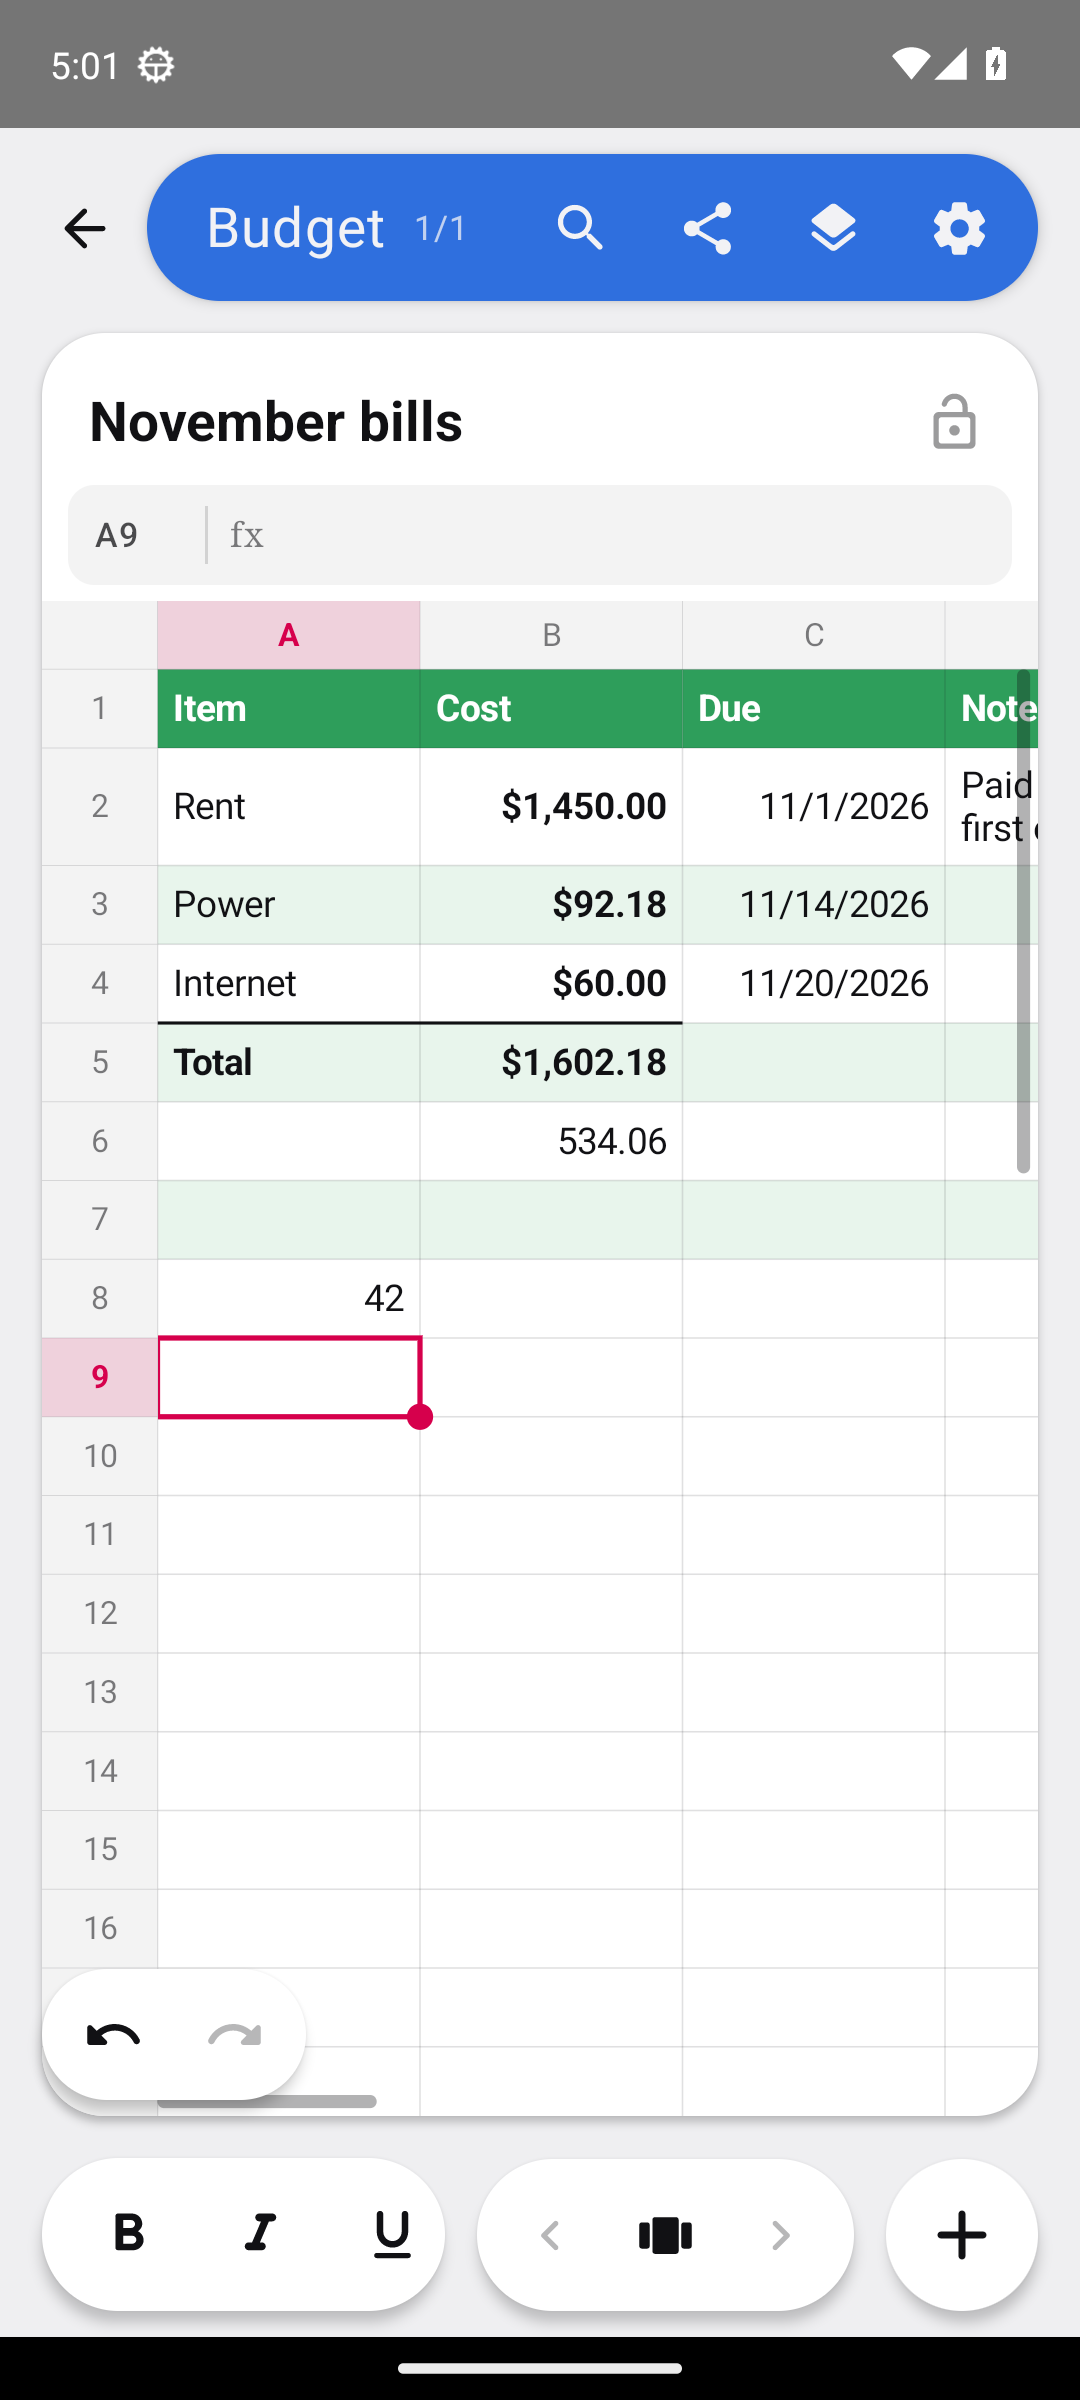 5:01
Budget 1/1
November bills
A9 fx
A B C
1 Item Cost Due Note
2 Rent $1,450.00 11/1/2026 Paid
first
3 Power $92.18 11/14/2026
4 Internet $60.00 11/20/2026
5 Total $1,602.18
6 534.06
7
8 42
9
10
11
12
13
14
15
16
B I U